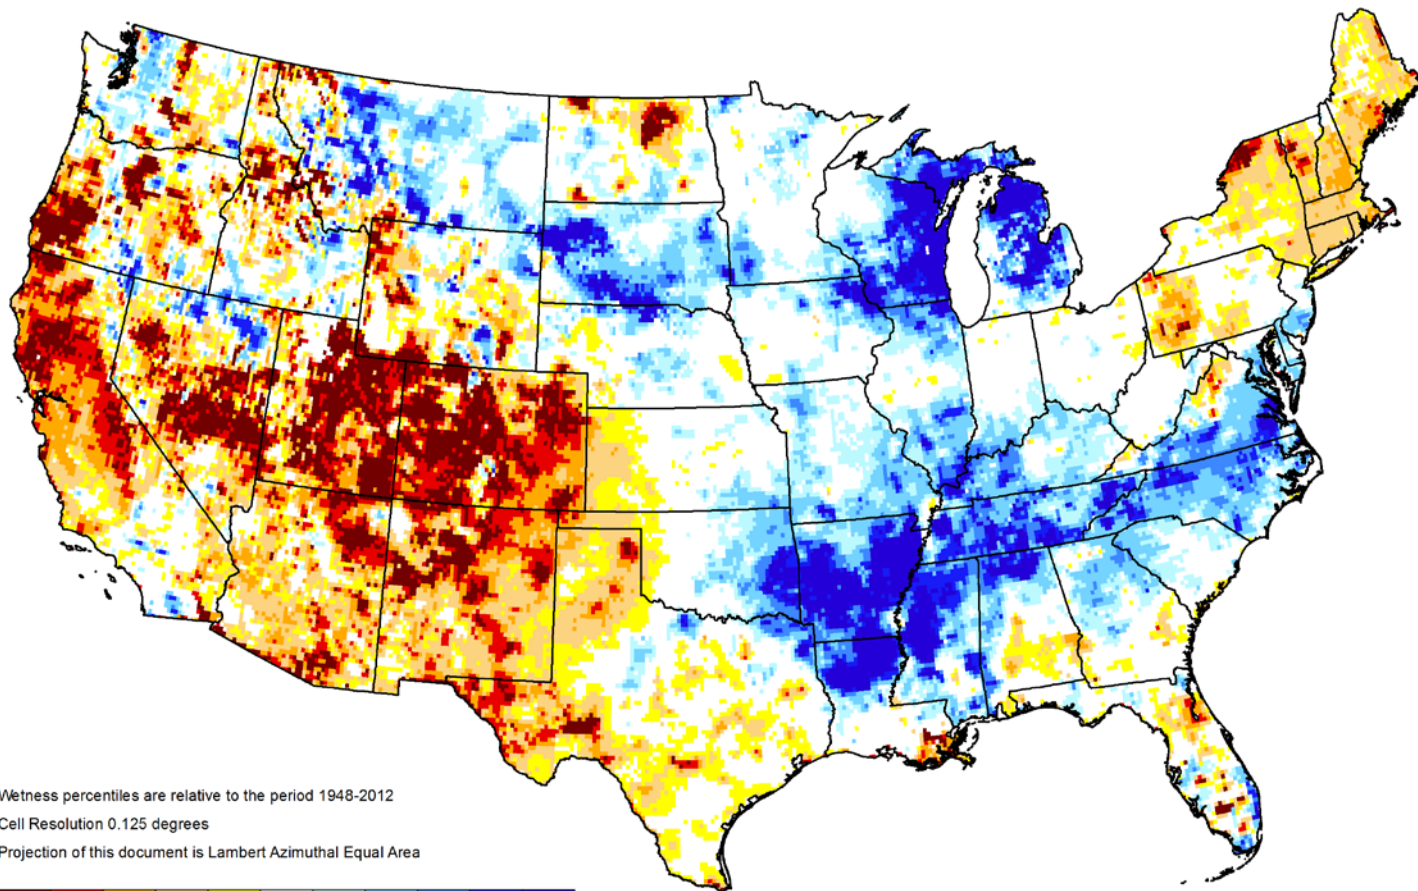 Wetness percentiles are relative to the period 1948-2012
Cell Resolution 0.125 degrees
Projection of this document is Lambert Azimuthal Equal Area